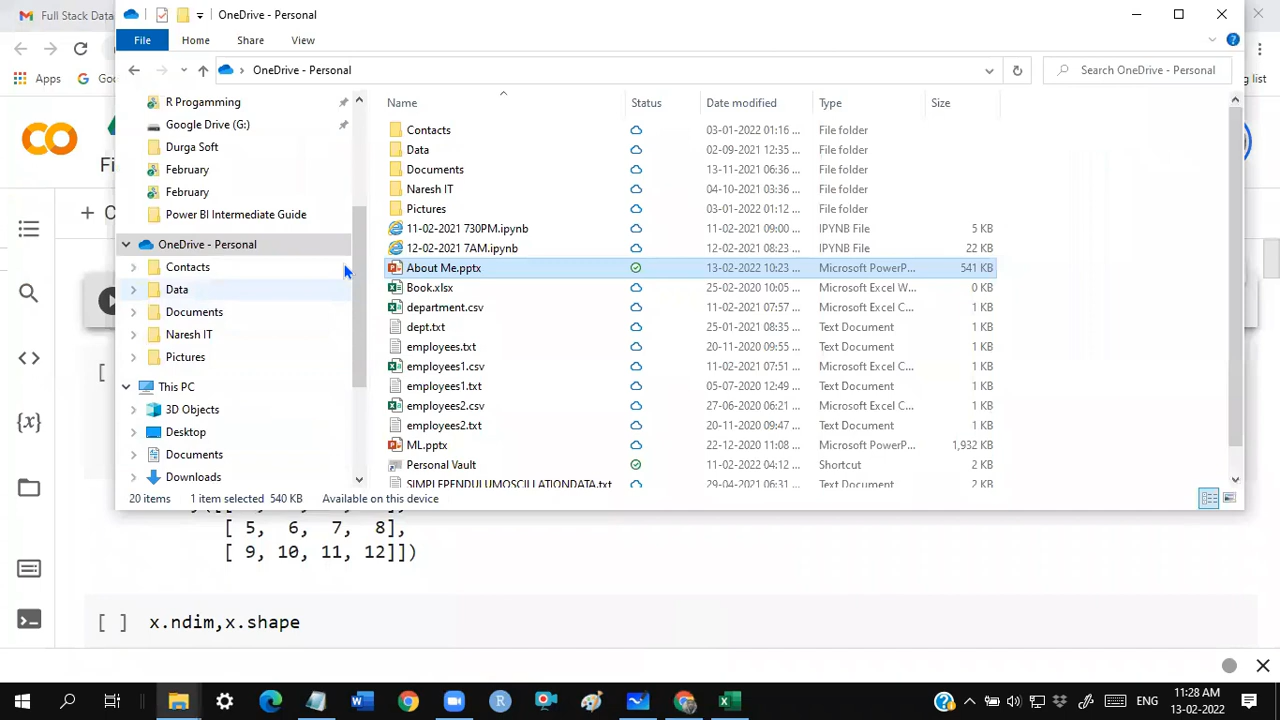 Full Stack Data
OneDrive - Personal
File Home Share View
OneDrive - Personal
Search OneDrive - Personal
Apps
Name Status Date modified Type Size
R Progamming
Google Drive (G:)
Durga Soft
February
February
Power BI Intermediate Guide
OneDrive - Personal
Contacts
Data
Documents
Naresh IT
Pictures
This PC
3D Objects
Desktop
Documents
Downloads
Contacts 03-01-2022 01:16 ... File folder
Data 02-09-2021 12:35 ... File folder
Documents 13-11-2021 06:36 ... File folder
Naresh IT 04-10-2021 03:36 ... File folder
Pictures 03-01-2022 01:12 ... File folder
11-02-2021 730PM.ipynb 11-02-2021 09:00 ... IPYNB File 5 KB
12-02-2021 7AM.ipynb 12-02-2021 08:23 ... IPYNB File 22 KB
About Me.pptx 13-02-2022 10:23 ... Microsoft PowerP... 541 KB
Book.xlsx 25-02-2020 10:05 ... Microsoft Excel W... 0 KB
department.csv 11-02-2021 07:57 ... Microsoft Excel C... 1 KB
dept.txt 25-01-2021 08:35 ... Text Document 1 KB
employees.txt 20-11-2020 09:55 ... Text Document 1 KB
employees1.csv 11-02-2021 07:51 ... Microsoft Excel C... 1 KB
employees1.txt 05-07-2020 12:49 ... Text Document 1 KB
employees2.csv 27-06-2020 06:21 ... Microsoft Excel C... 1 KB
employees2.txt 20-11-2020 09:47 ... Text Document 1 KB
ML.pptx 22-12-2020 11:08 ... Microsoft PowerP... 1,932 KB
Personal Vault 11-02-2022 04:12 ... Shortcut 2 KB
SIMPLEPENDULUMOSCILLATIONDATA.txt 29-04-2021 06:31 ... Text Document 2 KB
20 items 1 item selected 540 KB Available on this device
[ 5, 6, 7, 8],
[ 9, 10, 11, 12]])
[ ] x.ndim,x.shape
{x}
ENG
11:28 AM
13-02-2022